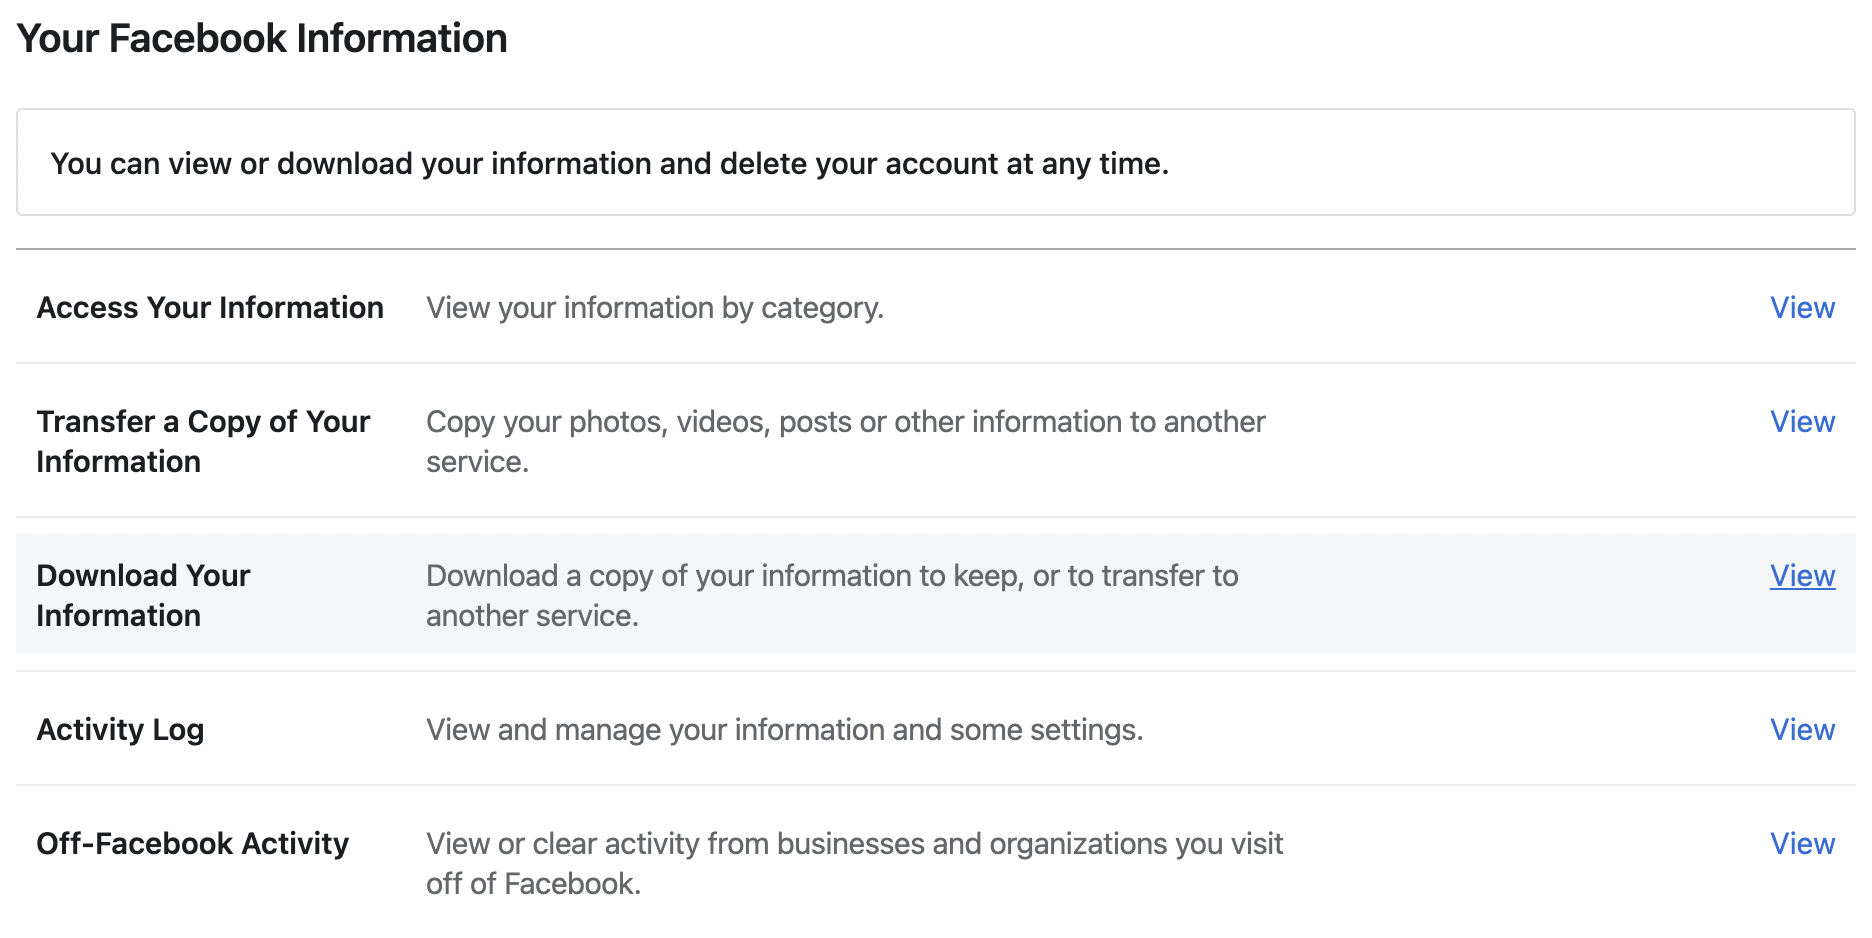 Your Facebook Information
You can view or download your information and delete your account at any time.
Access Your Information
View your information by category.
View
Transfer a Copy of Your
Information
Copy your photos, videos, posts or other information to another
service.
View
Download Your
Information
Download a copy of your information to keep, or to transfer to
another service.
View
Activity Log
View and manage your information and some settings.
View
Off-Facebook Activity
View or clear activity from businesses and organizations you visit
off of Facebook.
View